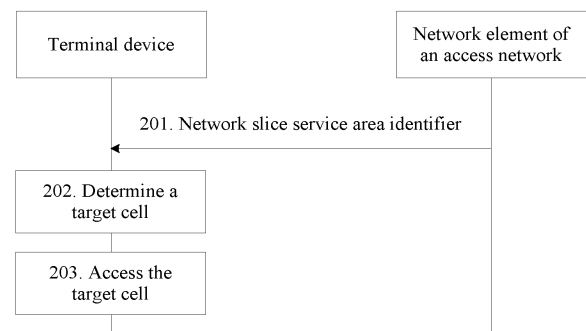 Terminal device
Network element of
an access network
201. Network slice service area identifier
202. Determine a
target cell
203. Access the
target cell